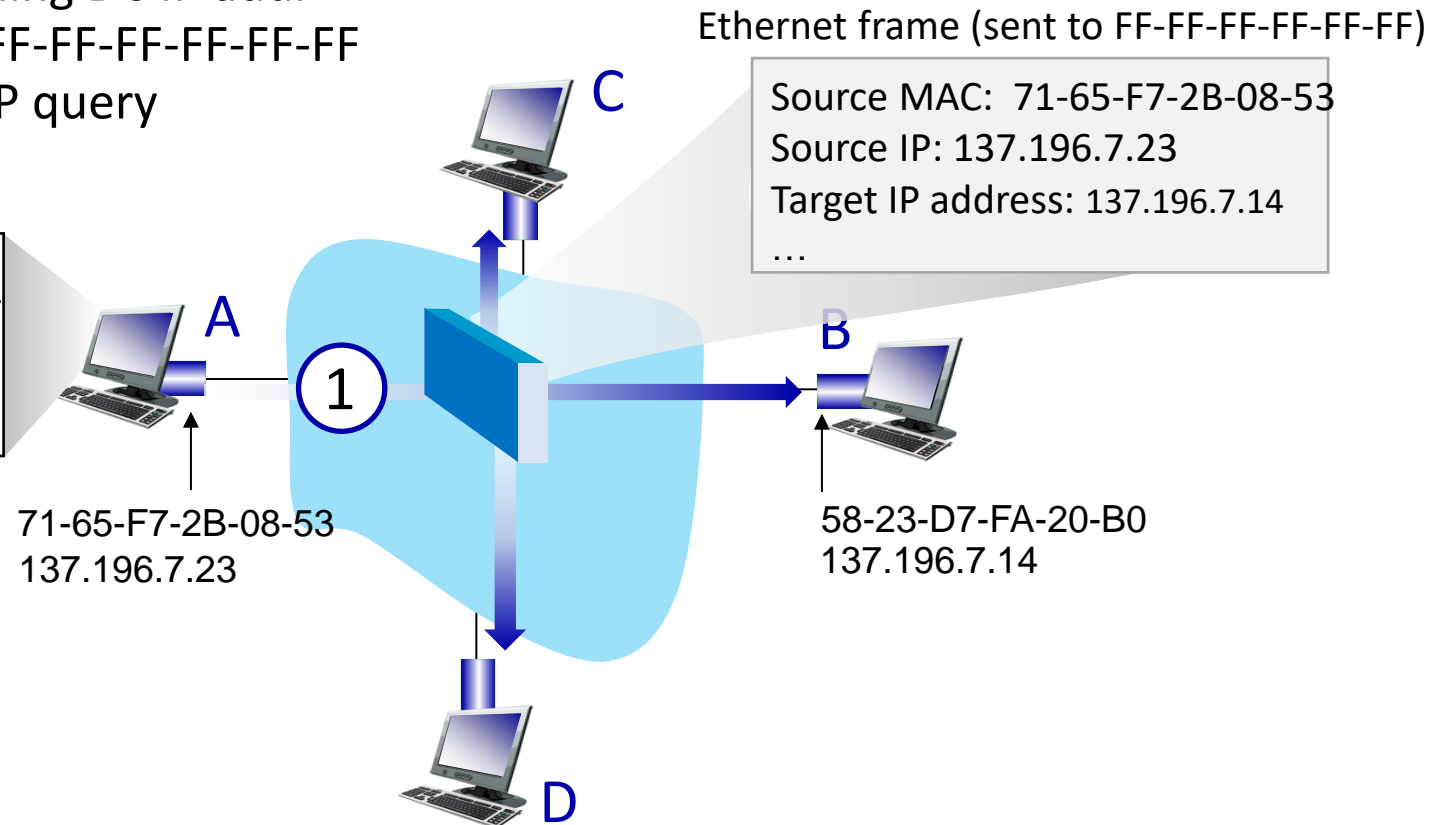 FF-FF-FF-FF-FF-FF
query
Ethernet frame (sent to FF-FF-FF-FF-FF-FF)
Source MAC: 71-65-F7-2B-08-53
Source IP: 137.196.7.23
Target IP address: 137.196.7.14
…
C
A
B
1
71-65-F7-2B-08-53
137.196.7.23
58-23-D7-FA-20-B0
137.196.7.14
D